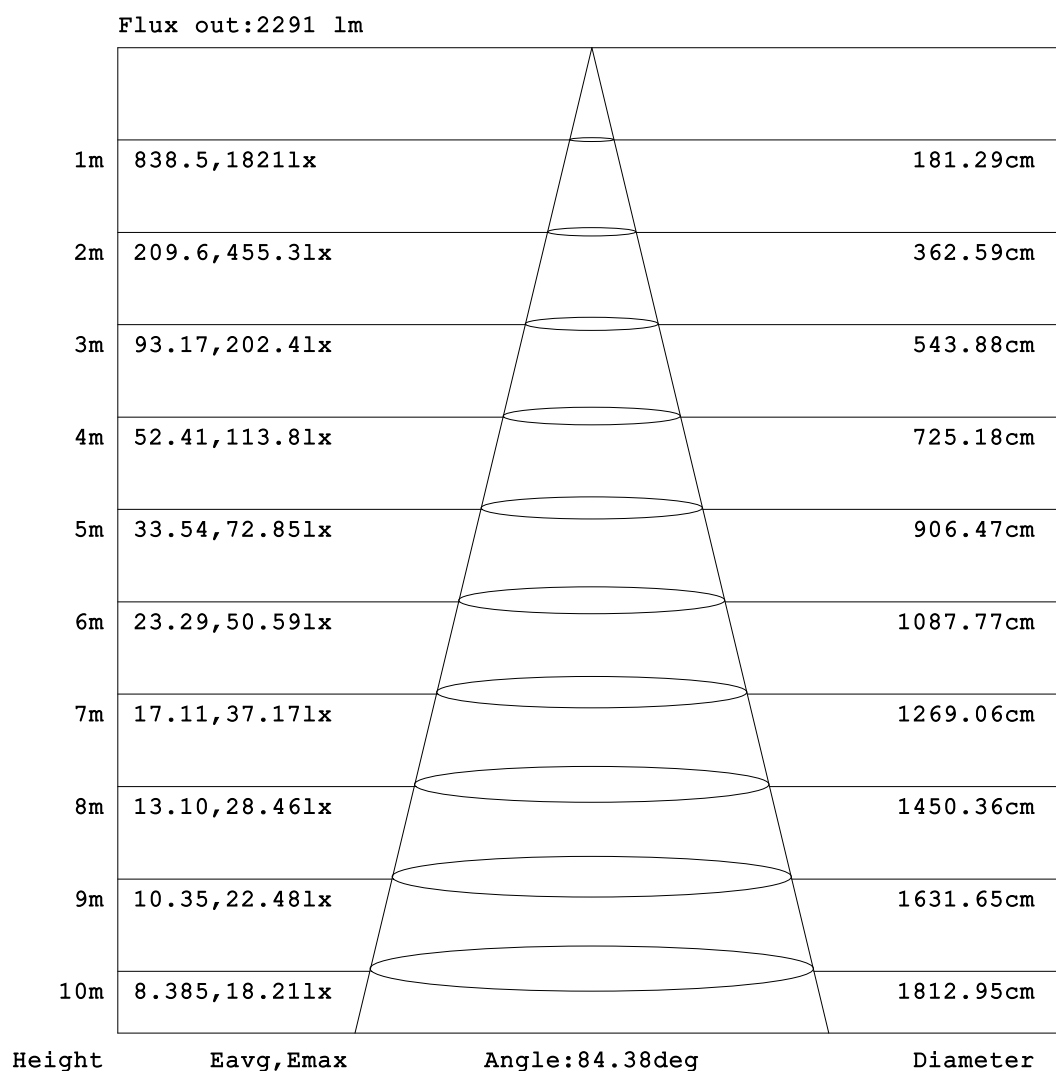 Flux out:2291 lm
1m 838.5,1821lx 181.29cm
2m 209.6,455.3lx 362.59cm
3m 93.17,202.4lx 543.88cm
4m 52.41,113.8lx 725.18cm
5m 33.54,72.85lx 906.47cm
6m 23.29,50.59lx 1087.77cm
7m 17.11,37.17lx 1269.06cm
8m 13.10,28.46lx 1450.36cm
9m 10.35,22.48lx 1631.65cm
10m 8.385,18.21lx 1812.95cm
Height Eavg,Emax Angle:84.38deg Diameter